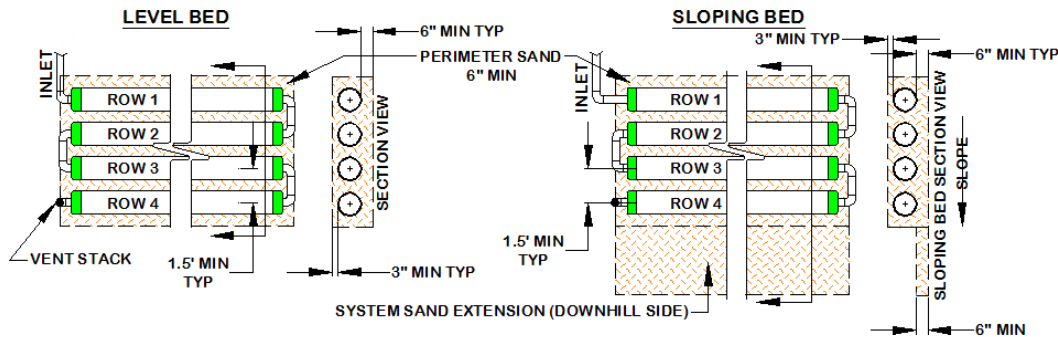 LEVEL BED
INLET
ROW 1
ROW 2
ROW 3
ROW 4
VENT STACK
1.5' MIN
TYP
6" MIN TYP
PERIMETER SAND
6" MIN
SECTION VIEW
3" MIN TYP
SLOPING BED
INLET
ROW 1
ROW 2
ROW 3
ROW 4
1.5' MIN
TYP
SYSTEM SAND EXTENSION (DOWNHILL SIDE)
3" MIN TYP
6" MIN TYP
SLOPING BED SECTION VIEW
SLOPE
6" MIN